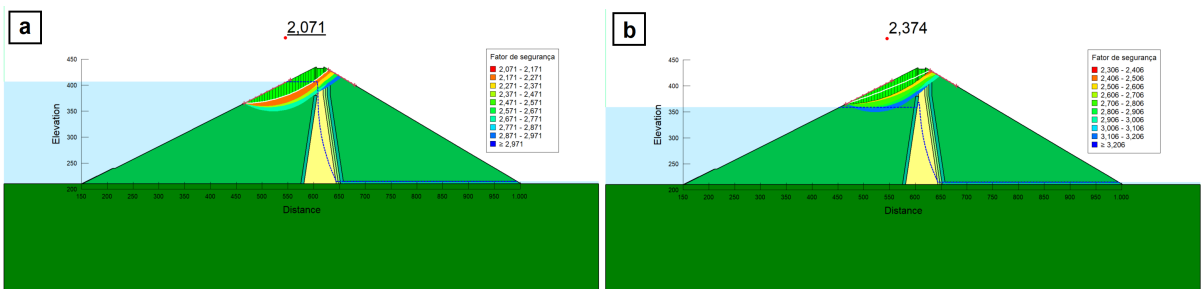 a
2,071
Elevation
450
400
350
300
250
200
150
200
250
300
350
400
450
500
550
600
650
700
750
800
850
900
950
1.000
Distance
Fator de segurança
2,071 - 2,171
2,171 - 2,271
2,271 - 2,371
2,371 - 2,471
2,471 - 2,571
2,571 - 2,671
2,671 - 2,771
2,771 - 2,871
2,871 - 2,971
≥ 2,971
b
2,374
Elevation
450
400
350
300
250
200
150
200
250
300
350
400
450
500
550
600
650
700
750
800
850
900
950
1.000
Distance
Fator de segurança
2,306 - 2,406
2,406 - 2,506
2,506 - 2,606
2,606 - 2,706
2,706 - 2,806
2,806 - 2,906
2,906 - 3,006
3,006 - 3,106
3,106 - 3,206
≥ 3,206